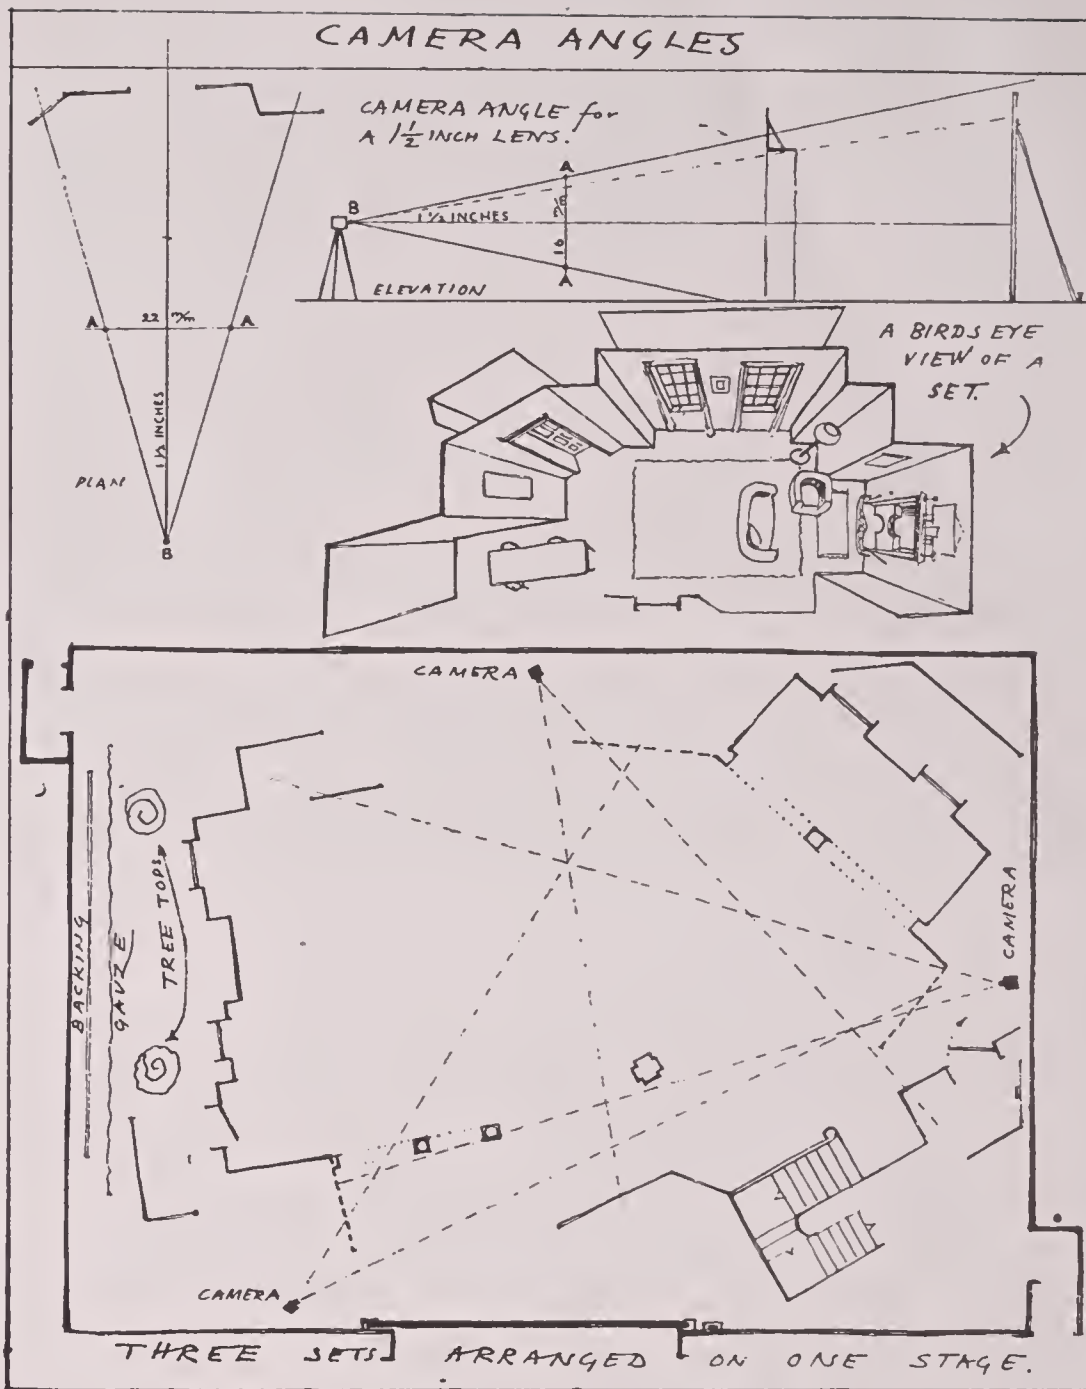 CAMERA ANGLES
CAMERA ANGLE for
A 1½ INCH LENS.
A
B
1½ INCHES
16 m/m
A
ELEVATION
A
22 m/m
A
1½ INCHES
PLAN
B
A BIRDS EYE
VIEW OF A
SET.
CAMERA
BACKING
GAUZE
TREE TOPS
CAMERA
CAMERA
THREE SETS ARRANGED ON ONE STAGE.